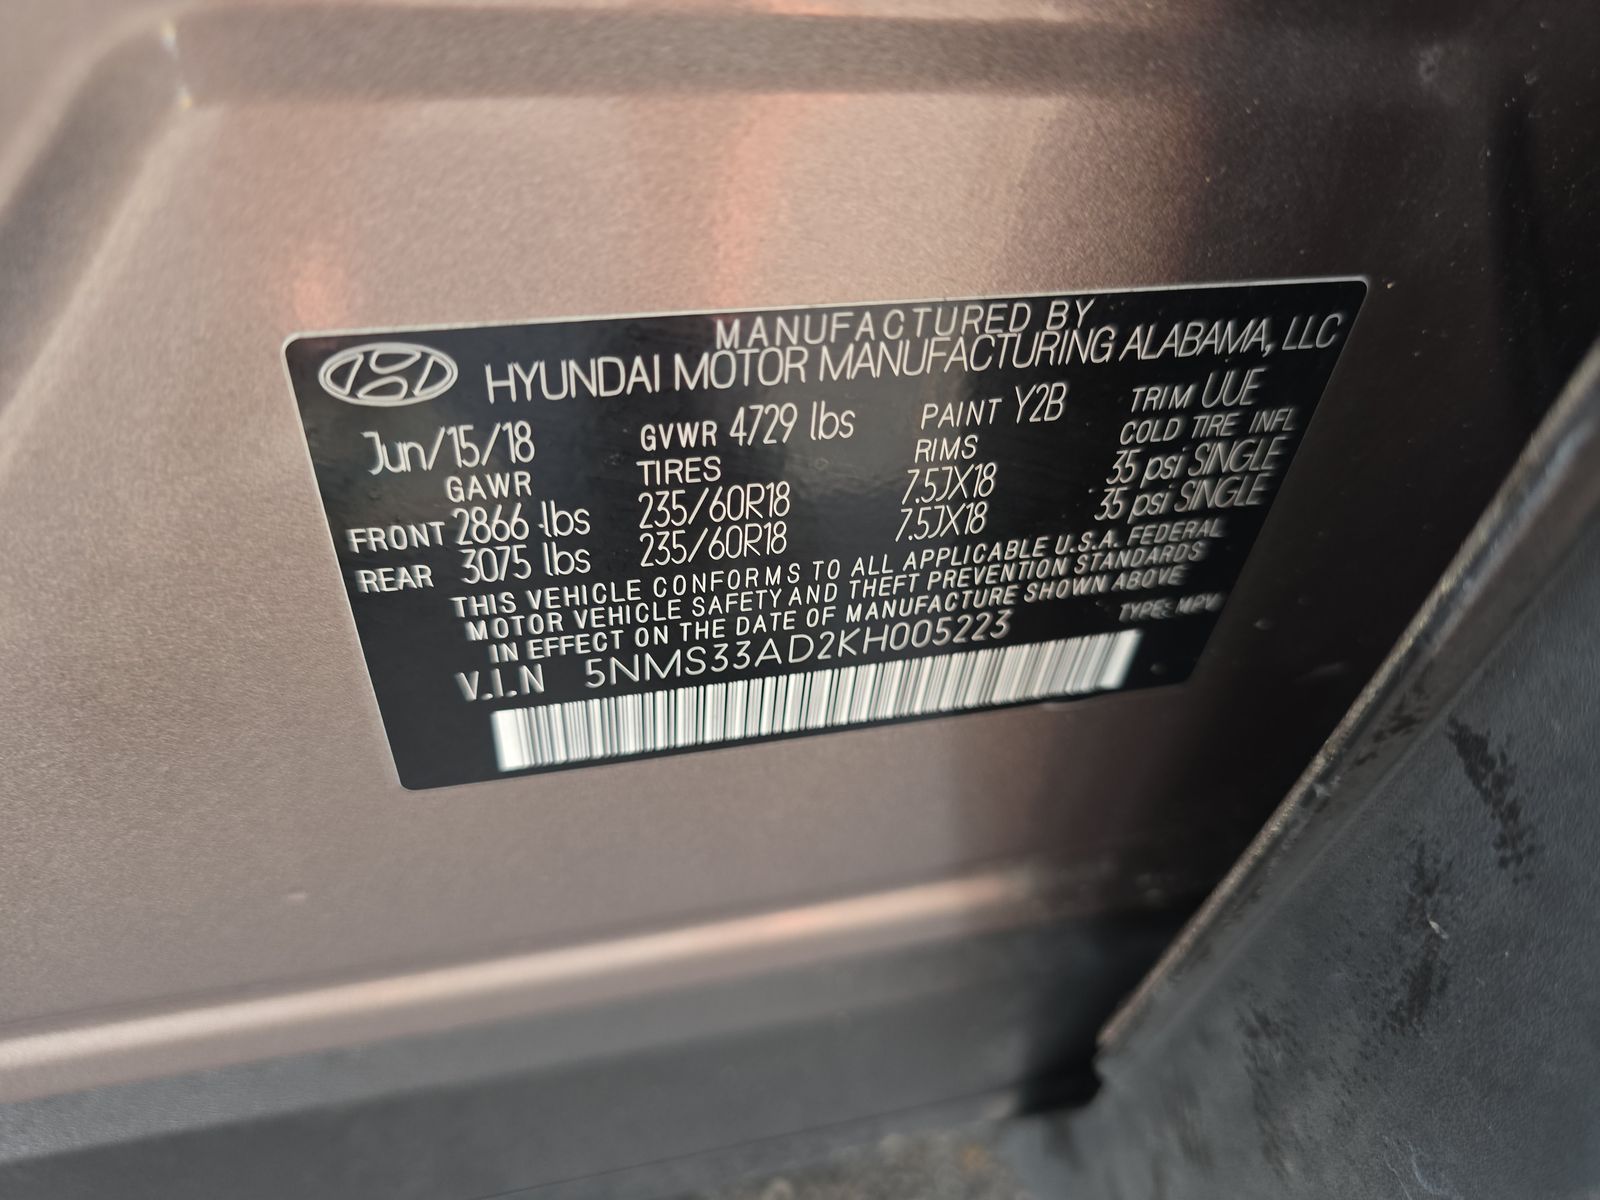 MANUFACTURED BY
HYUNDAI MOTOR MANUFACTURING ALABAMA, LLC
Jun/15/18 GVWR 4729 lbs PAINT Y2B TRIM UUE
GAWR TIRES RIMS COLD TIRE INFL
FRONT 2866 lbs 235/60R18 7.5JX18 35 psi SINGLE
REAR 3075 lbs 235/60R18 7.5JX18 35 psi SINGLE
THIS VEHICLE CONFORMS TO ALL APPLICABLE U.S.A. FEDERAL
MOTOR VEHICLE SAFETY AND THEFT PREVENTION STANDARDS
IN EFFECT ON THE DATE OF MANUFACTURE SHOWN ABOVE
V.I.N 5NMS33AD2KH005223 TYPE: MPV